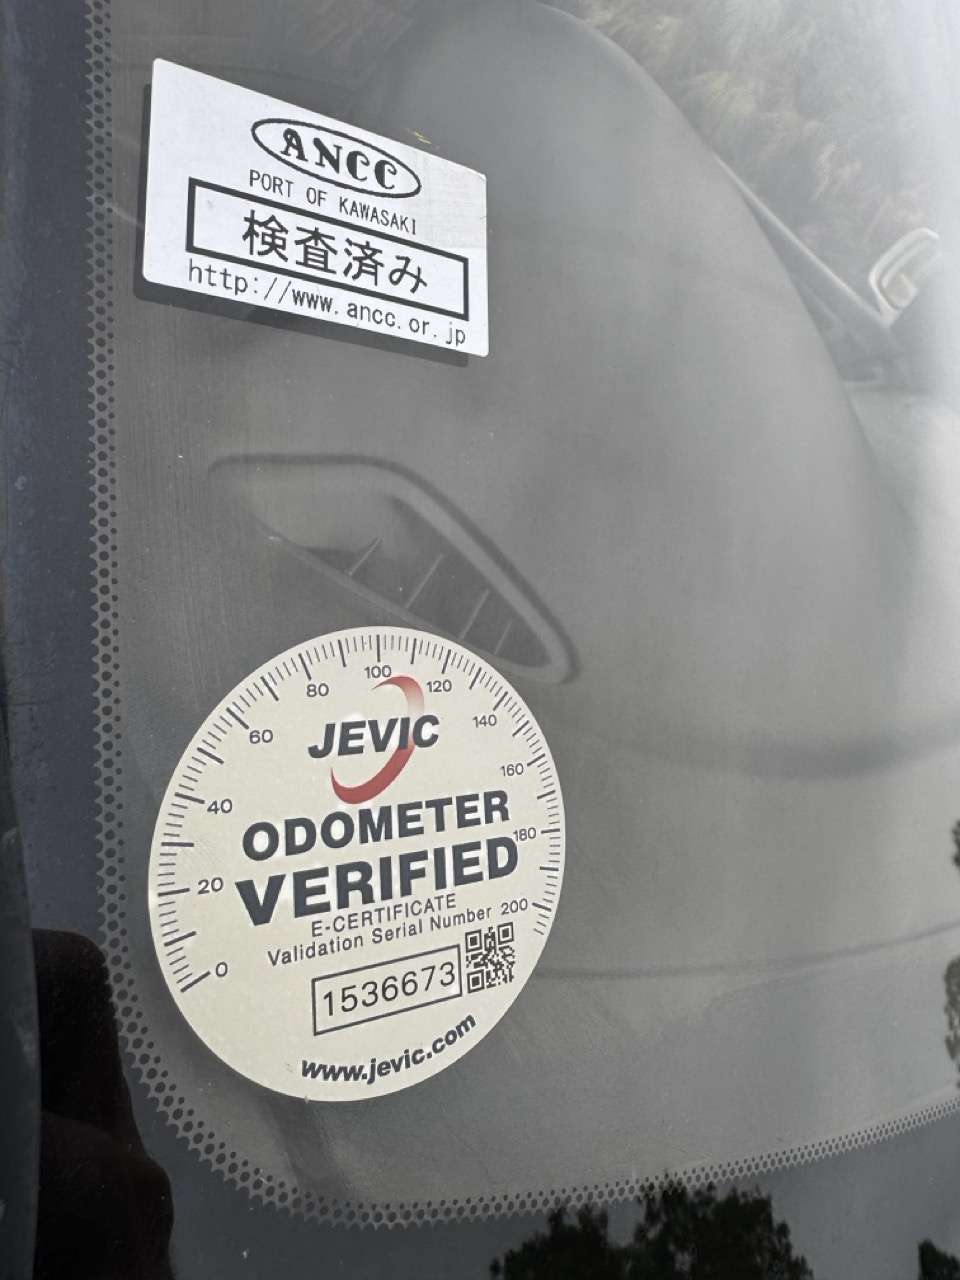 ANCC
PORT OF KAWASAKI
検査済み
http://www.ancc.or.jp
0 20 40 60 80 100 120 140 160 180 200
JEVIC
ODOMETER
VERIFIED
E-CERTIFICATE
Validation Serial Number
1536673
www.jevic.com